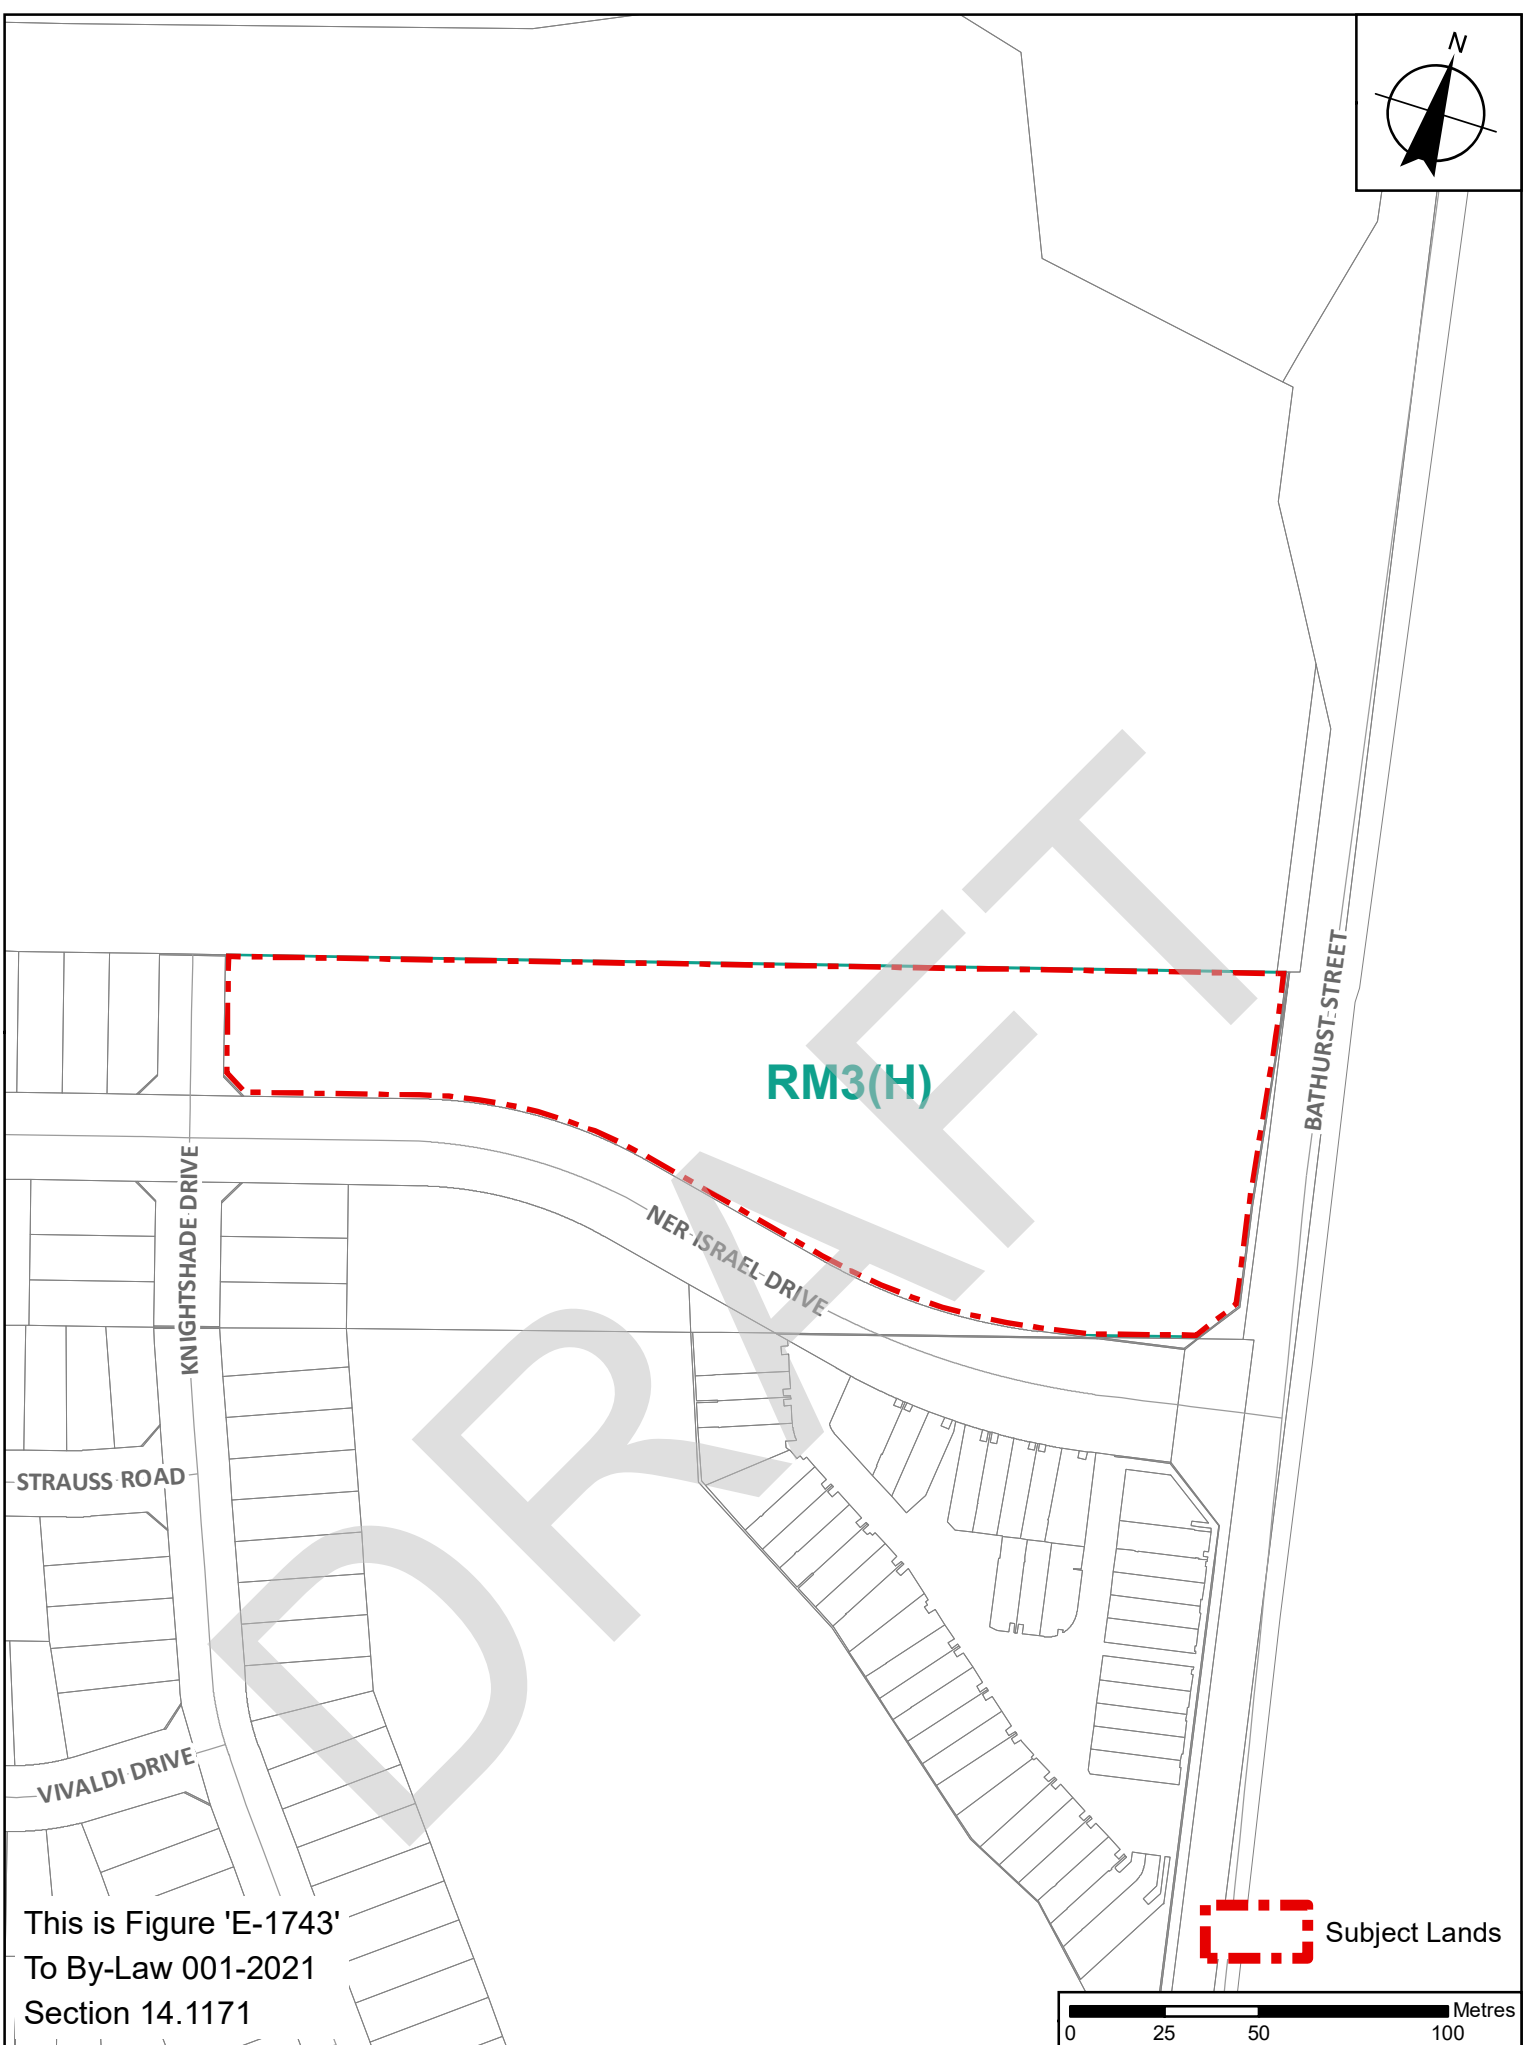 N
RM3(H)
BATHURST STREET
NER ISRAEL DRIVE
KNIGHTSHADE DRIVE
STRAUSS ROAD
VIVALDI DRIVE
DRAFT
This is Figure 'E-1743'
To By-Law 001-2021
Section 14.1171
Subject Lands
Metres
0 25 50 100